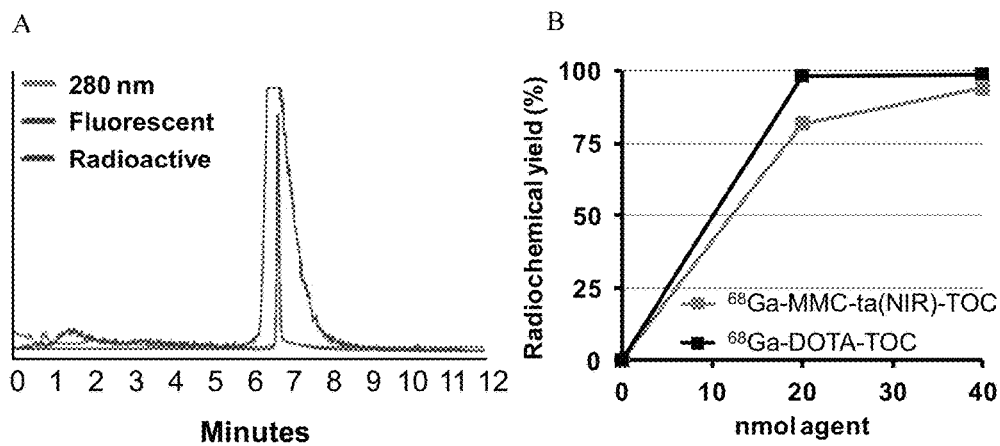 A
280 nm
Fluorescent
Radioactive
0 1 2 3 4 5 6 7 8 9 10 11 12
Minutes
B
Radiochemical yield (%)
100
75
50
25
0
68Ga-MMC-ta(NIR)-TOC
68Ga-DOTA-TOC
0 10 20 30 40
nmol agent